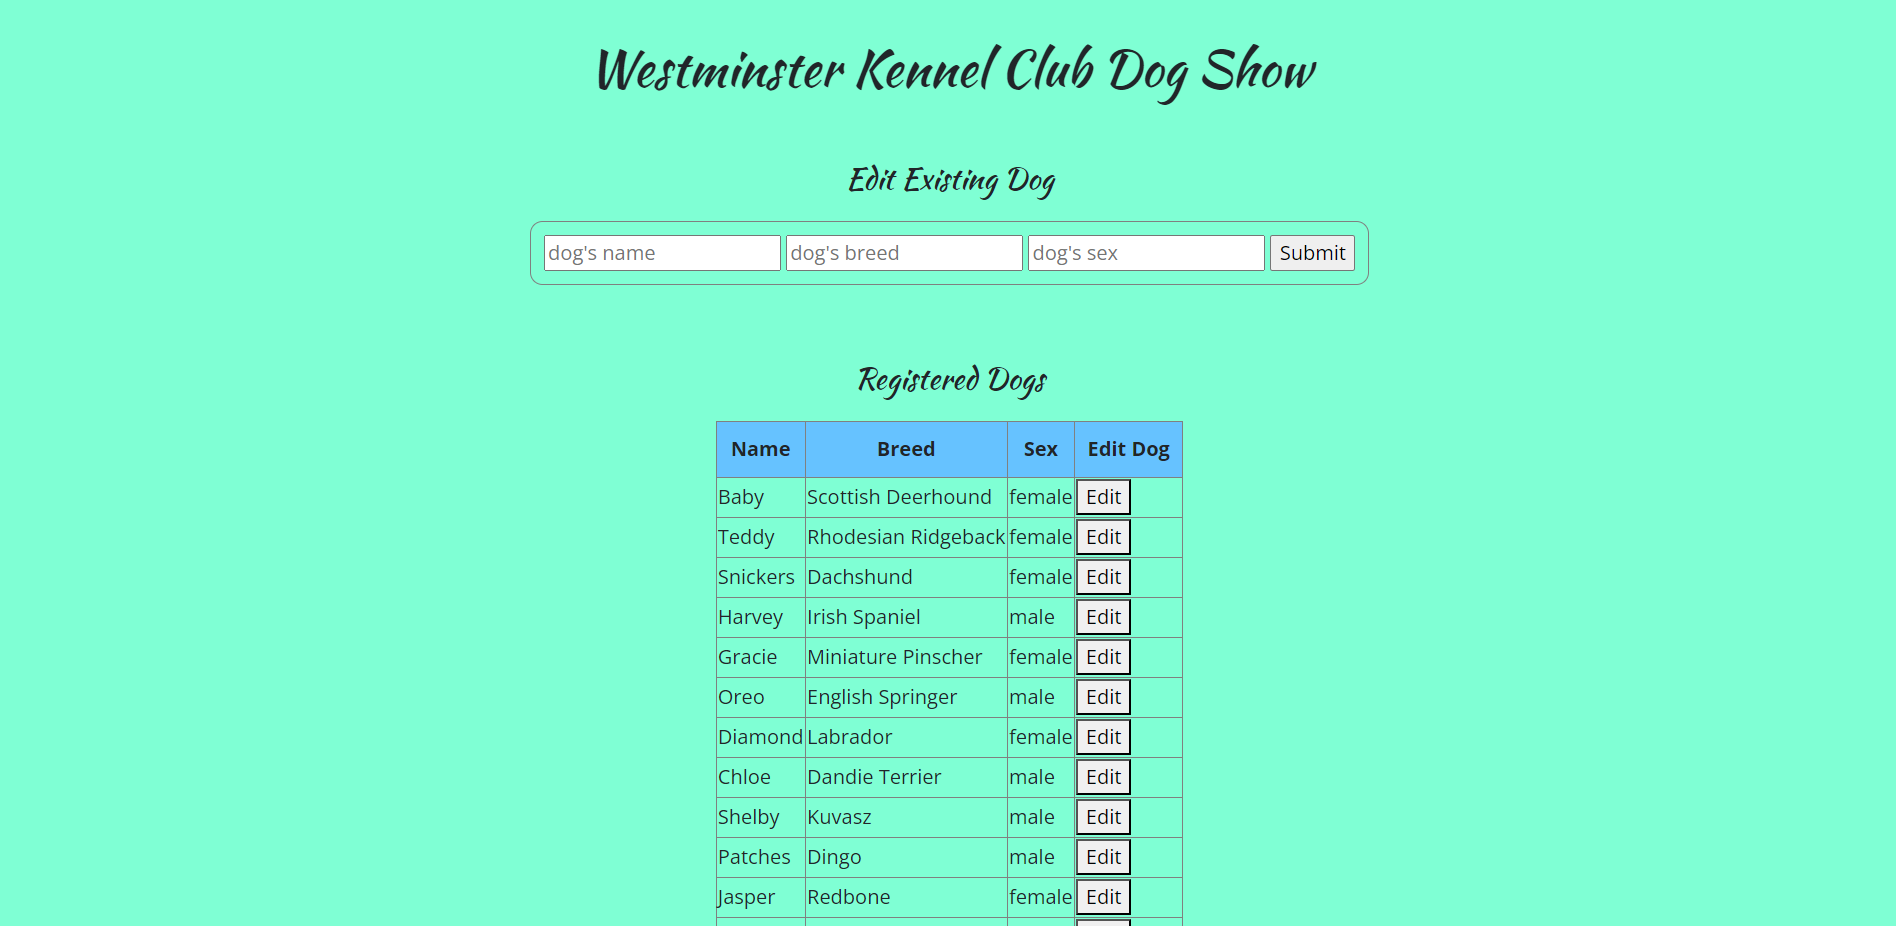 Westminster Kennel Club Dog Show
Edit Existing Dog
dog's name dog's breed dog's sex Submit
Registered Dogs
Name Breed Sex Edit Dog
Baby Scottish Deerhound female Edit
Teddy Rhodesian Ridgeback female Edit
Snickers Dachshund female Edit
Harvey Irish Spaniel male Edit
Gracie Miniature Pinscher female Edit
Oreo English Springer male Edit
Diamond Labrador female Edit
Chloe Dandie Terrier male Edit
Shelby Kuvasz male Edit
Patches Dingo male Edit
Jasper Redbone female Edit